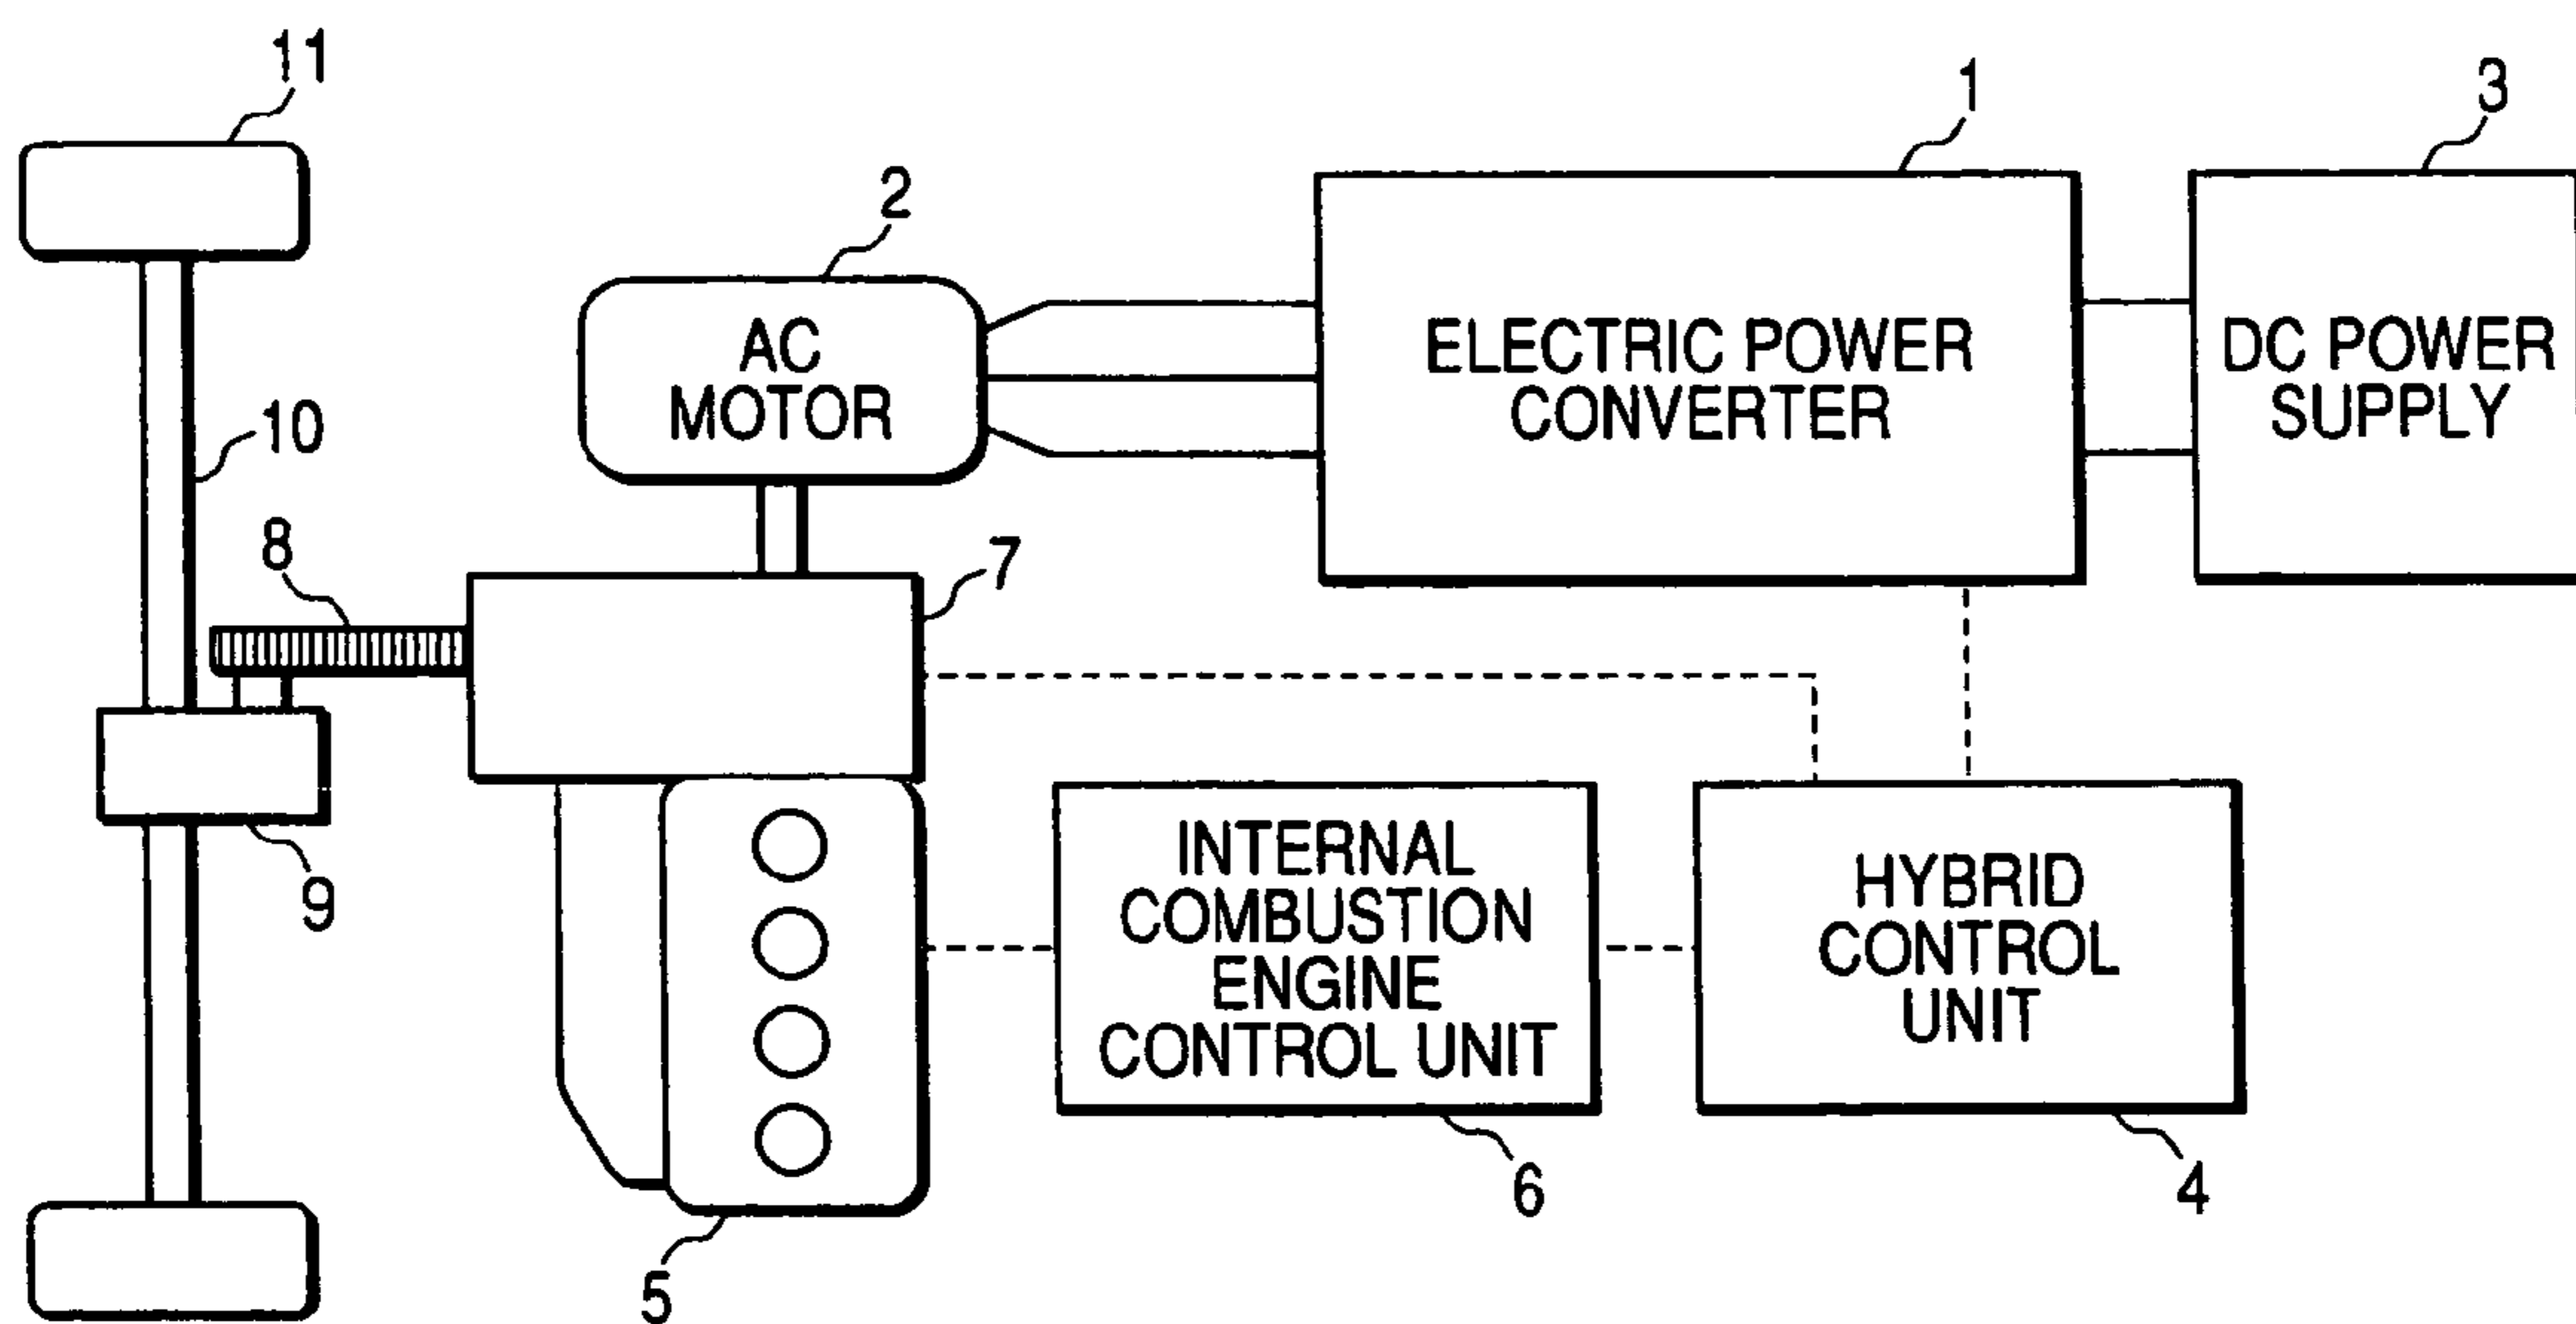 11
1
3
2
AC
MOTOR
ELECTRIC POWER
CONVERTER
DC POWER
SUPPLY
10
8
7
9
INTERNAL
COMBUSTION
ENGINE
CONTROL UNIT
HYBRID
CONTROL
UNIT
6
4
5